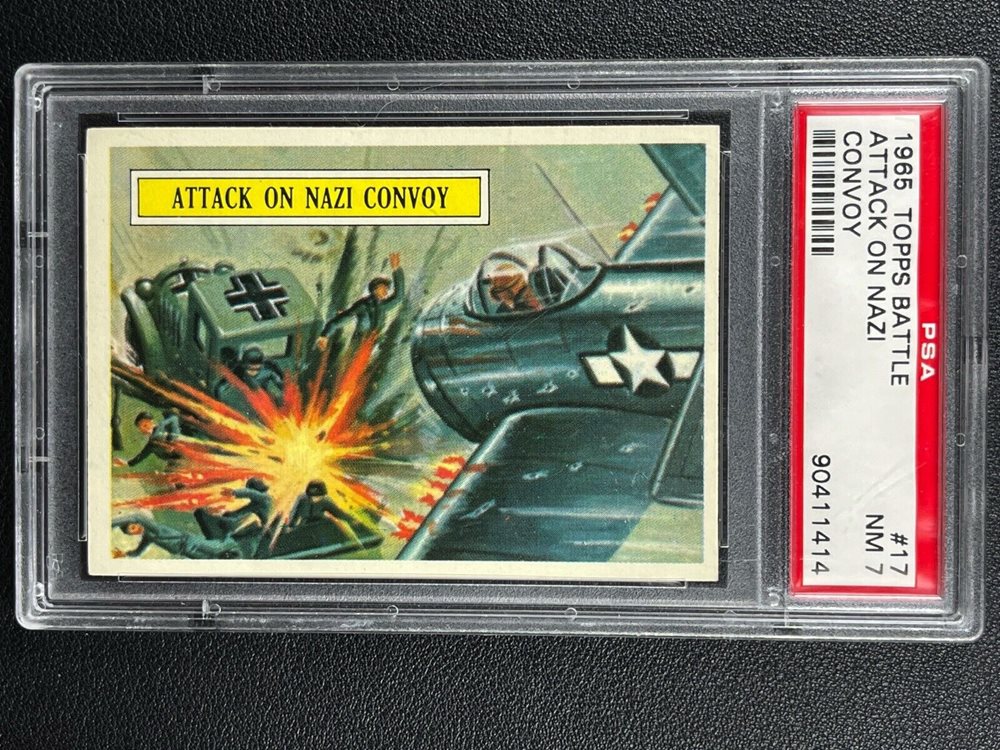 ATTACK ON NAZI CONVOY
1965 TOPPS BATTLE
ATTACK ON NAZI
CONVOY
#17
NM 7
90411414
PSA